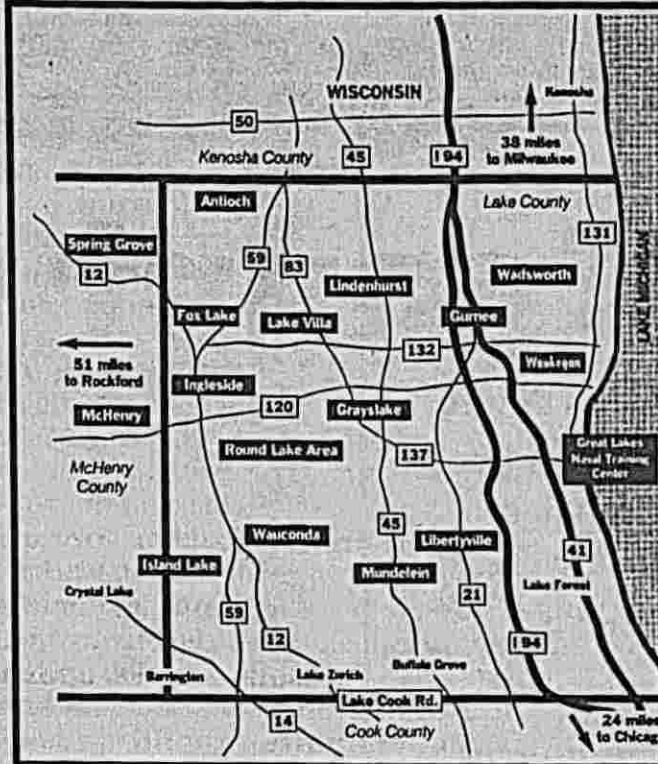 WISCONSIN
Kenosha
50
38 miles
to Milwaukee
Kenosha County
45
I 94
Antioch
Lake County
131
Spring Grove
12
59
83
Lindenhurst
Wadsworth
LAKE MICHIGAN
Fox Lake
Lake Villa
Gurnee
132
51 miles
to Rockford
Waukegan
Ingleside
McHenry
120
Grayslake
Great Lakes
Naval Training
Center
Round Lake Area
137
McHenry
County
45
Wauconda
Libertyville
41
Island Lake
Mundelein
Crystal Lake
59
21
Lake Forest
12
I 94
Barrington
Lake Zurich
Buffalo Grove
Lake Cook Rd.
14
Cook County
24 miles
to Chicag